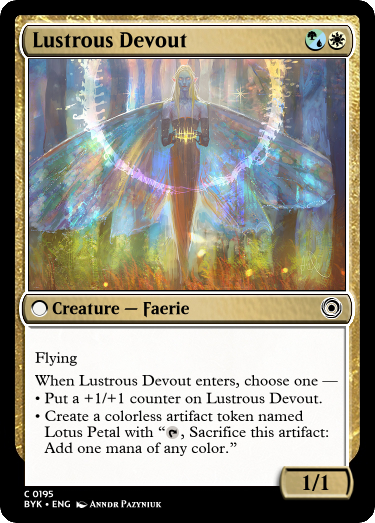 Lustrous Devout
Creature — Faerie
Flying
When Lustrous Devout enters, choose one —
• Put a +1/+1 counter on Lustrous Devout.
• Create a colorless artifact token named
Lotus Petal with “, Sacrifice this artifact:
Add one mana of any color.”
1/1
C 0195
BYK • ENG Anndr Pazyniuk